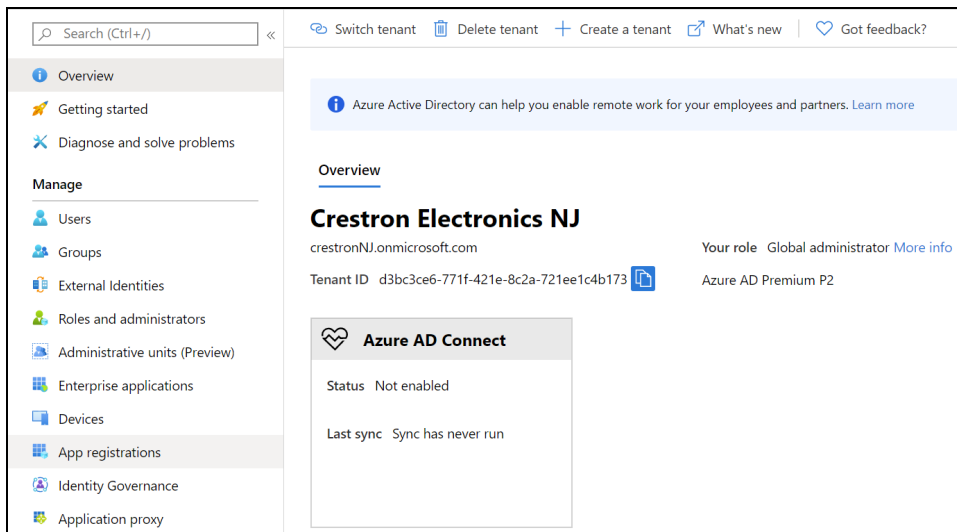 Search (Ctrl+/)
«
Overview
Getting started
Diagnose and solve problems
Manage
Users
Groups
External Identities
Roles and administrators
Administrative units (Preview)
Enterprise applications
Devices
App registrations
Identity Governance
Application proxy
Switch tenant Delete tenant Create a tenant What's new Got feedback?
Azure Active Directory can help you enable remote work for your employees and partners. Learn more
Overview
Crestron Electronics NJ
crestronNJ.onmicrosoft.com
Your role Global administrator More info
Tenant ID d3bc3ce6-771f-421e-8c2a-721ee1c4b173
Azure AD Premium P2
Azure AD Connect
Status Not enabled
Last sync Sync has never run